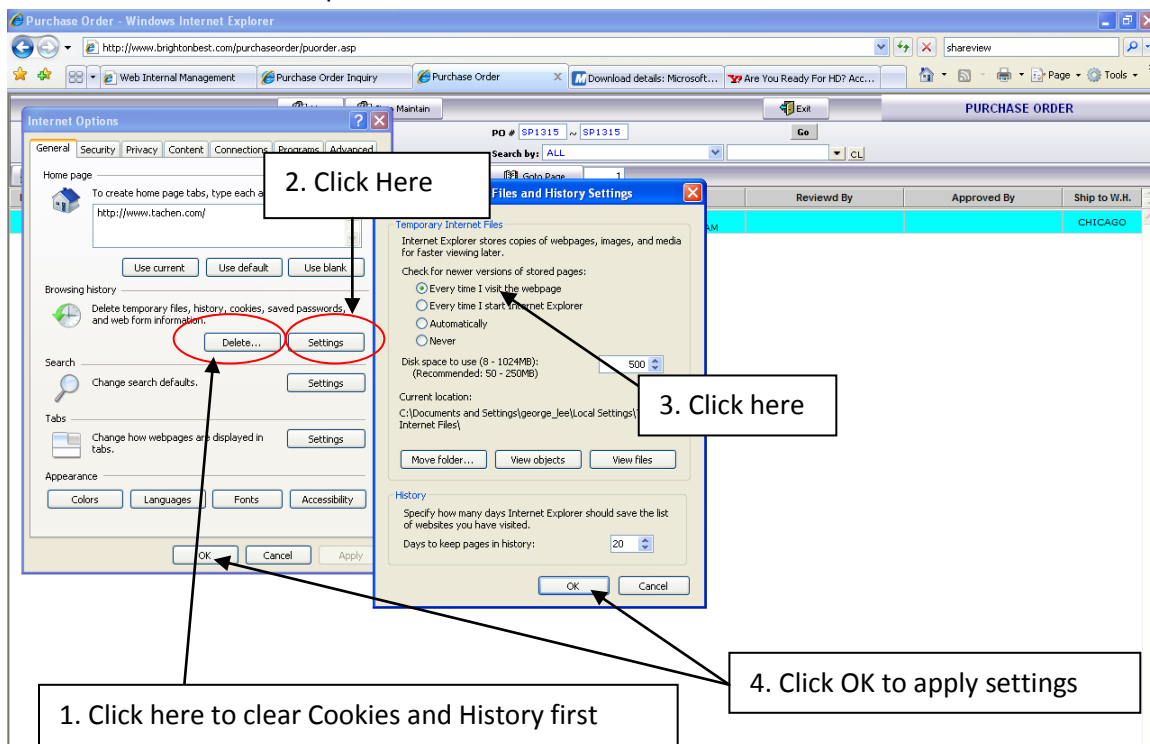 Purchase Order - Windows Internet Explorer
http://www.brightonbest.com/purchaseorder/puorder.asp
shareview
Web Internal Management
Purchase Order Inquiry
Purchase Order
Download details: Microsoft...
Are You Ready For HD? Acc...
Page
Tools
Maintain
Exit
PURCHASE ORDER
PO # SP1315 ~ SP1315
Go
Search by: ALL
CL
Goto Page 1
Reviewd By
Approved By
Ship to W.H.
AM
CHICAGO
Internet Options
General
Security
Privacy
Content
Connections
Programs
Advanced
Home page
To create home page tabs, type each a
http://www.tachen.com/
Use current
Use default
Use blank
Browsing history
Delete temporary files, history, cookies, saved passwords,
and web form information.
Delete...
Settings
Search
Change search defaults.
Settings
Tabs
Change how webpages are displayed in
tabs.
Settings
Appearance
Colors
Languages
Fonts
Accessibility
OK
Cancel
Apply
2. Click Here
Files and History Settings
Temporary Internet Files
Internet Explorer stores copies of webpages, images, and media
for faster viewing later.
Check for newer versions of stored pages:
Every time I visit the webpage
Every time I start Internet Explorer
Automatically
Never
Disk space to use (8 - 1024MB):
(Recommended: 50 - 250MB)
500
Current location:
C:\Documents and Settings\george_lee\Local Settings\
Internet Files\
Move folder...
View objects
View files
History
Specify how many days Internet Explorer should save the list
of websites you have visited.
Days to keep pages in history:
20
OK
Cancel
3. Click here
4. Click OK to apply settings
1. Click here to clear Cookies and History first